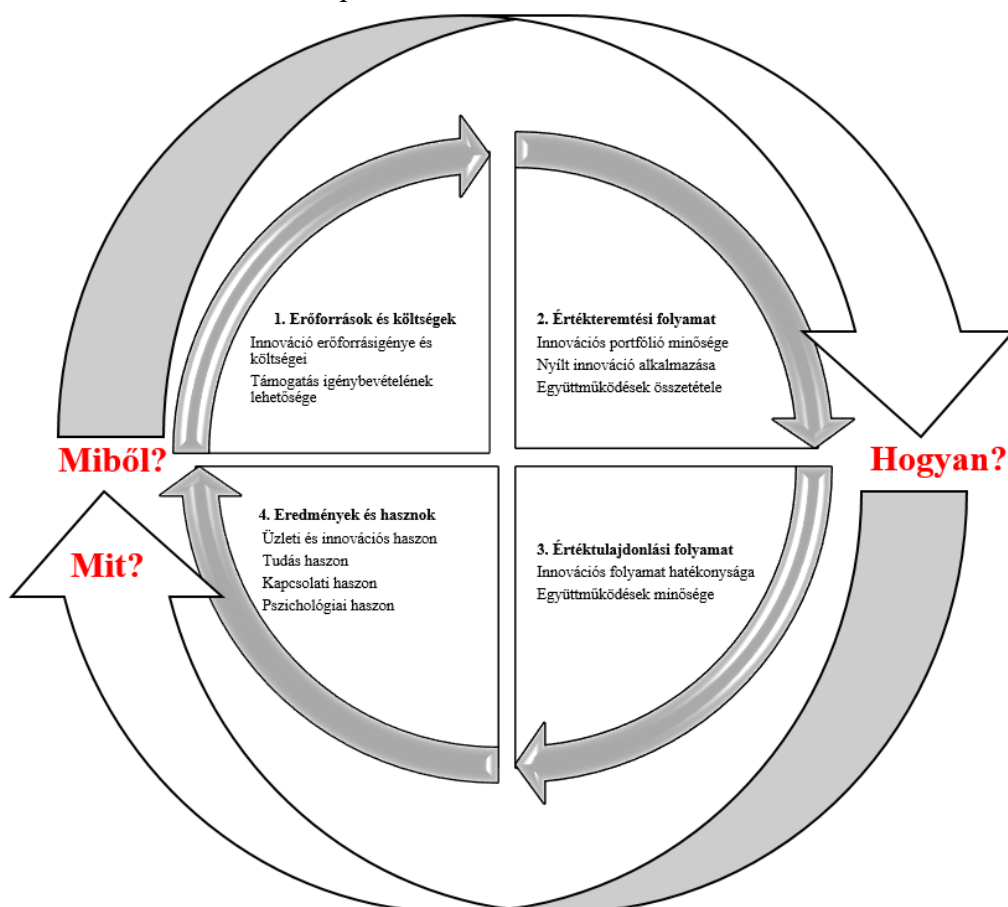 1. Erőforrások és költségek
Innováció erőforrásigénye és
költségei
Támogatás igénybevételének
lehetősége
2. Értékteremtési folyamat
Innovációs portfólió minősége
Nyílt innováció alkalmazása
Együttműködések összetétele
Miből?
Hogyan?
Mit?
4. Eredmények és hasznok
Üzleti és innovációs haszon
Tudás haszon
Kapcsolati haszon
Pszichológiai haszon
3. Értéktulajdonlási folyamat
Innovációs folyamat hatékonysága
Együttműködések minősége